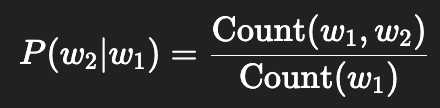 P(w₂|w₁) = Count(w₁, w₂) / Count(w₁)